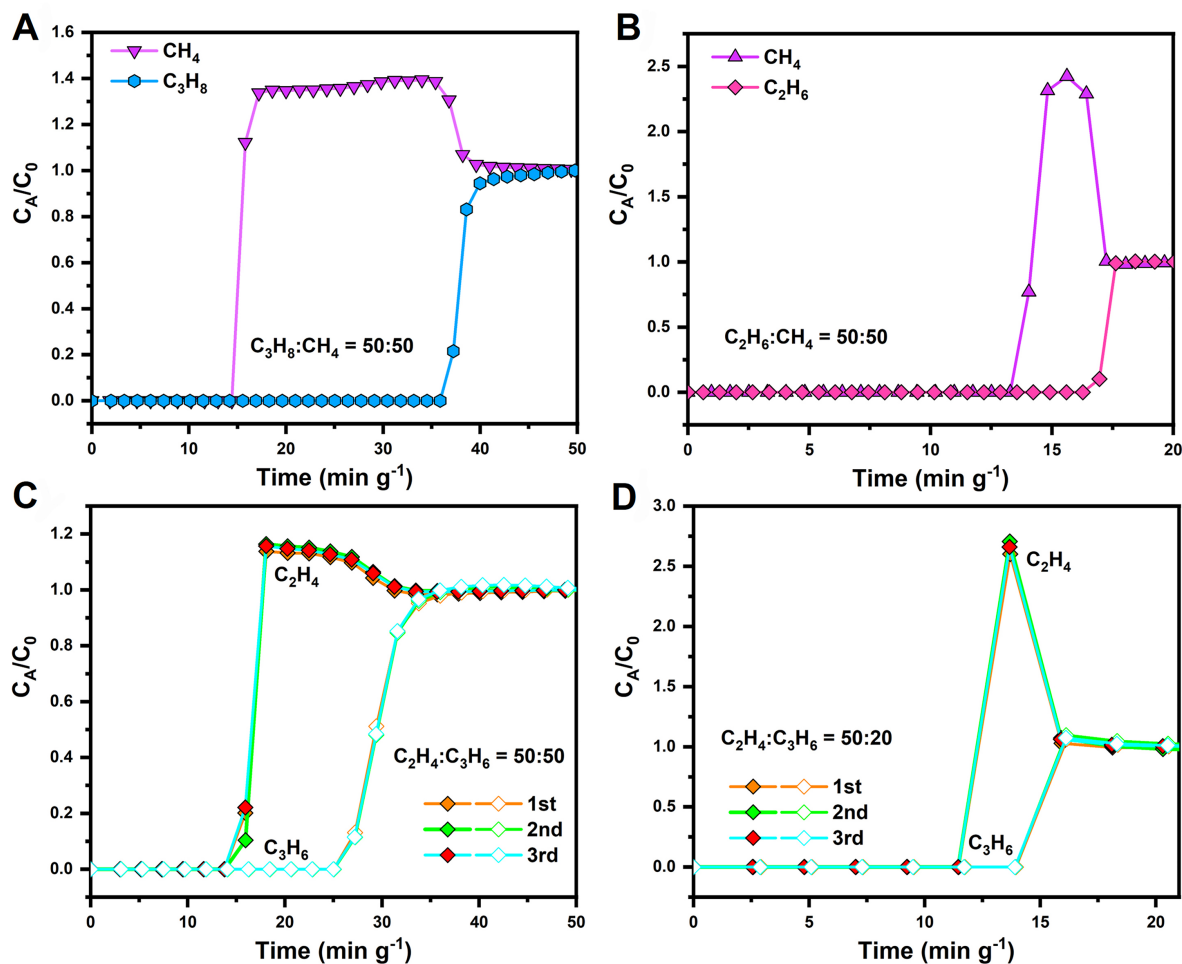 A
CH4
C3H8
C3H8:CH4 = 50:50
CA/C0
0.0
0.2
0.4
0.6
0.8
1.0
1.2
1.4
1.6
0 10 20 30 40 50
Time (min g-1)
B
CH4
C2H6
C2H6:CH4 = 50:50
CA/C0
0.0
0.5
1.0
1.5
2.0
2.5
0 5 10 15 20
Time (min g-1)
C
C2H4
C2H4:C3H6 = 50:50
1st
2nd
3rd
C3H6
CA/C0
0.0
0.2
0.4
0.6
0.8
1.0
1.2
0 10 20 30 40 50
Time (min g-1)
D
C2H4
C2H4:C3H6 = 50:20
1st
2nd
3rd
C3H6
CA/C0
0.0
0.5
1.0
1.5
2.0
2.5
3.0
0 5 10 15 20
Time (min g-1)